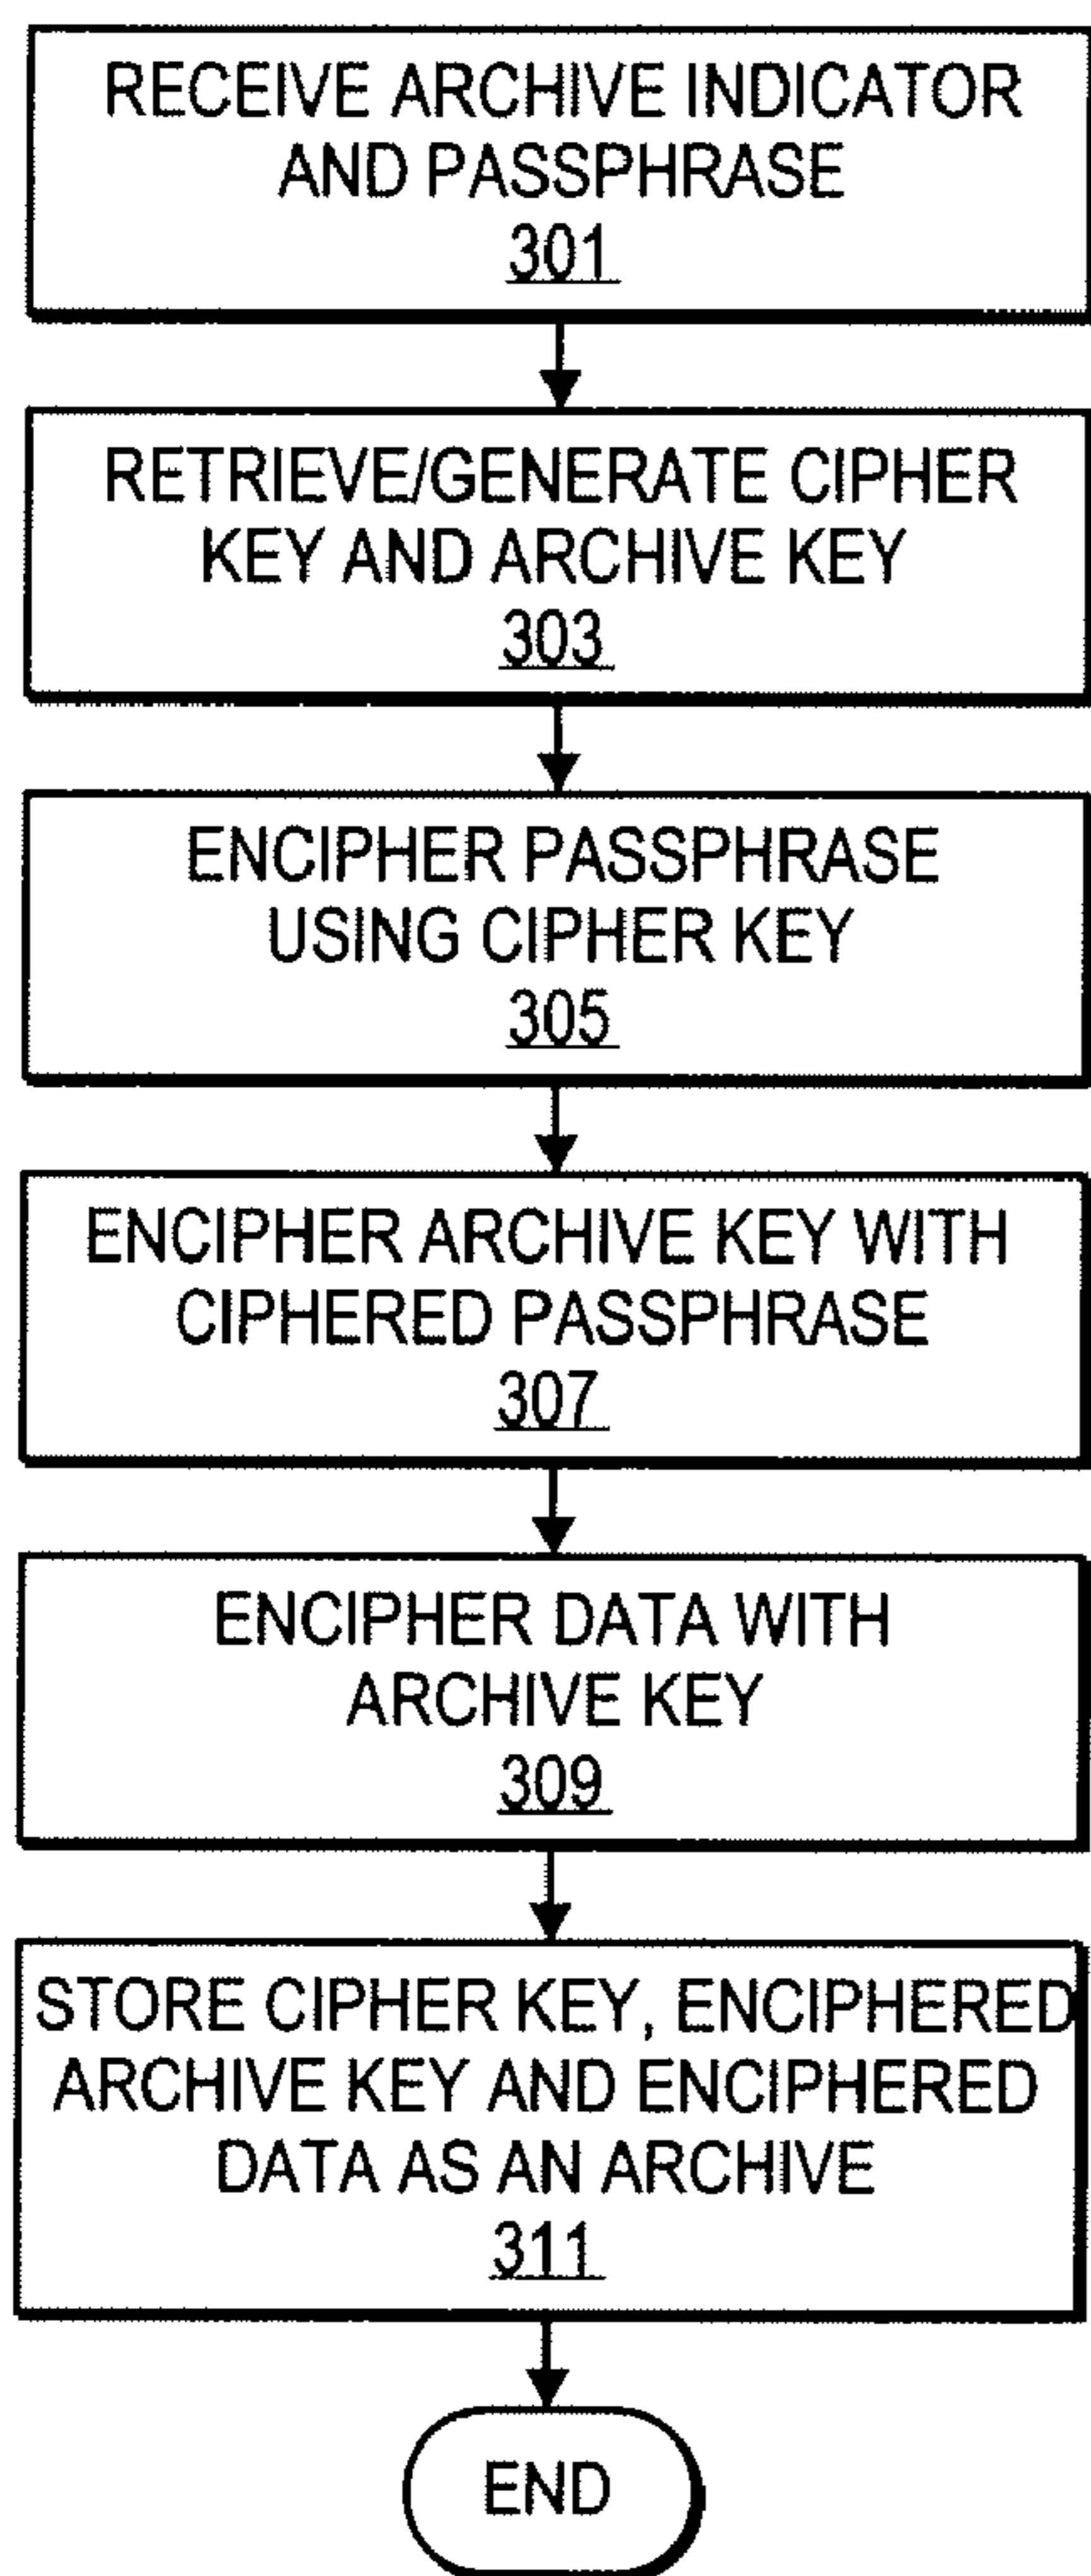 RECEIVE ARCHIVE INDICATOR
AND PASSPHRASE
301
RETRIEVE/GENERATE CIPHER
KEY AND ARCHIVE KEY
303
ENCIPHER PASSPHRASE
USING CIPHER KEY
305
ENCIPHER ARCHIVE KEY WITH
CIPHERED PASSPHRASE
307
ENCIPHER DATA WITH
ARCHIVE KEY
309
STORE CIPHER KEY, ENCIPHERED
ARCHIVE KEY AND ENCIPHERED
DATA AS AN ARCHIVE
311
END